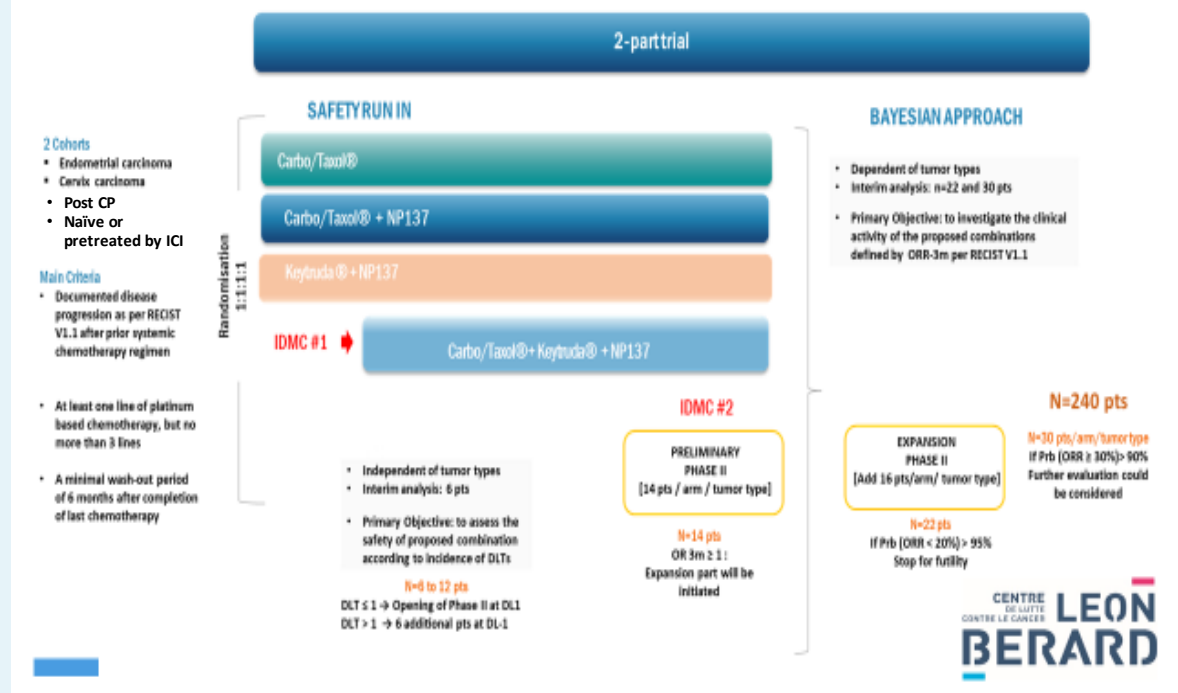 2-part trial
SAFETY RUN IN
BAYESIAN APPROACH
2 Cohorts
• Endometrial carcinoma
• Cervix carcinoma
• Post CP
• Naïve or
pretreated by ICI
Main Criteria
• Documented disease
progression as per RECIST
V1.1 after prior systemic
chemotherapy regimen
• At least one line of platinum
based chemotherapy, but no
more than 3 lines
• A minimal wash-out period
of 6 months after completion
of last chemotherapy
Randomisation
1:1:1:1
Carbo/Taxol®
Carbo/Taxol® + NP137
Keytruda® +NP137
IDMC #1
Carbo/Taxol®+ Keytruda® +NP137
• Independent of tumor types
• Interim analysis: 6 pts
• Primary Objective: to assess the
safety of proposed combination
according to incidence of DLTs
N=6 to 12 pts
DLT ≤ 1 → Opening of Phase II at DL1
DLT > 1 → 6 additional pts at DL-1
IDMC #2
PRELIMINARY
PHASE II
[14 pts / arm / tumor type]
N=14 pts
OR 3m ≥ 1 :
Expansion part will be
initiated
• Dependent of tumor types
• Interim analysis: n=22 and 30 pts
• Primary Objective: to investigate the clinical
activity of the proposed combinations
defined by ORR-3m per RECIST V1.1
EXPANSION
PHASE II
[Add 16 pts/arm/ tumor type]
N=22 pts
If Prb (ORR < 20%) > 95%
Stop for futility
N=240 pts
N=30 pts/arm/tumor type
If Prb (ORR ≥ 30%)> 90%
Further evaluation could
be considered
CENTRE
DE LUTTE
CONTRE LE CANCER
LEON
BERARD